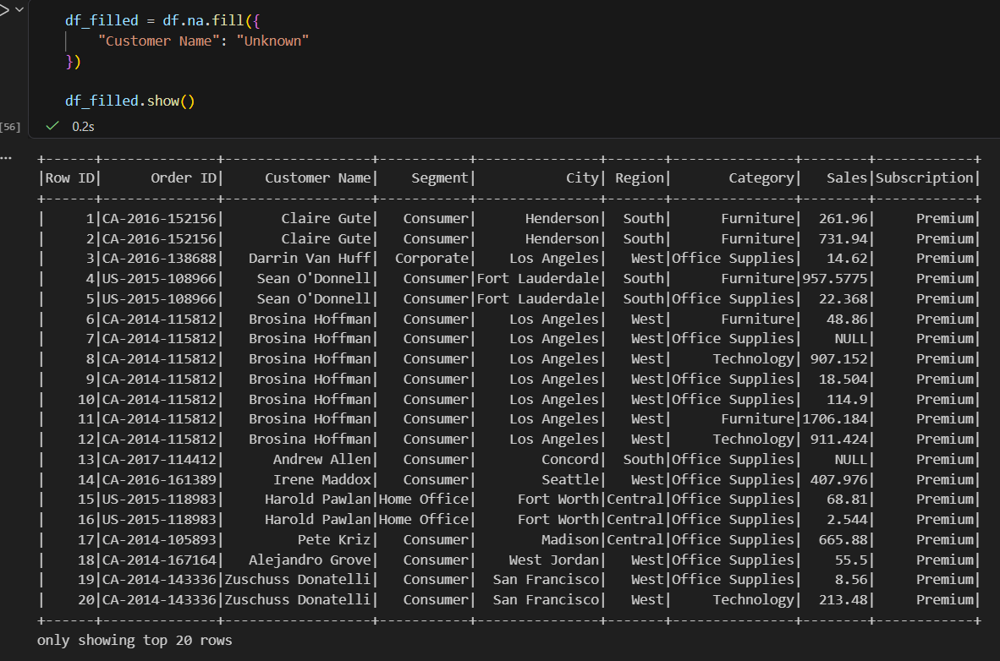 df_filled = df.na.fill({
    "Customer Name": "Unknown"
})
df_filled.show()
[56] 0.2s
+------+--------------+------------------+-----------+---------------+-------+---------------+--------+------------+
|Row ID|      Order ID|     Customer Name|    Segment|           City| Region|       Category|   Sales|Subscription|
+------+--------------+------------------+-----------+---------------+-------+---------------+--------+------------+
|     1|CA-2016-152156|       Claire Gute|   Consumer|      Henderson|  South|      Furniture|  261.96|     Premium|
|     2|CA-2016-152156|       Claire Gute|   Consumer|      Henderson|  South|      Furniture|  731.94|     Premium|
|     3|CA-2016-138688|   Darrin Van Huff|  Corporate|    Los Angeles|   West|Office Supplies|   14.62|     Premium|
|     4|US-2015-108966|    Sean O'Donnell|   Consumer|Fort Lauderdale|  South|      Furniture|957.5775|     Premium|
|     5|US-2015-108966|    Sean O'Donnell|   Consumer|Fort Lauderdale|  South|Office Supplies|  22.368|     Premium|
|     6|CA-2014-115812|   Brosina Hoffman|   Consumer|    Los Angeles|   West|      Furniture|   48.86|     Premium|
|     7|CA-2014-115812|   Brosina Hoffman|   Consumer|    Los Angeles|   West|Office Supplies|    NULL|     Premium|
|     8|CA-2014-115812|   Brosina Hoffman|   Consumer|    Los Angeles|   West|     Technology| 907.152|     Premium|
|     9|CA-2014-115812|   Brosina Hoffman|   Consumer|    Los Angeles|   West|Office Supplies|  18.504|     Premium|
|    10|CA-2014-115812|   Brosina Hoffman|   Consumer|    Los Angeles|   West|Office Supplies|   114.9|     Premium|
|    11|CA-2014-115812|   Brosina Hoffman|   Consumer|    Los Angeles|   West|      Furniture|1706.184|     Premium|
|    12|CA-2014-115812|   Brosina Hoffman|   Consumer|    Los Angeles|   West|     Technology| 911.424|     Premium|
|    13|CA-2017-114412|      Andrew Allen|   Consumer|        Concord|  South|Office Supplies|    NULL|     Premium|
|    14|CA-2016-161389|      Irene Maddox|   Consumer|        Seattle|   West|Office Supplies| 407.976|     Premium|
|    15|US-2015-118983|     Harold Pawlan|Home Office|     Fort Worth|Central|Office Supplies|   68.81|     Premium|
|    16|US-2015-118983|     Harold Pawlan|Home Office|     Fort Worth|Central|Office Supplies|   2.544|     Premium|
|    17|CA-2014-105893|         Pete Kriz|   Consumer|        Madison|Central|Office Supplies|  665.88|     Premium|
|    18|CA-2014-167164|   Alejandro Grove|   Consumer|    West Jordan|   West|Office Supplies|    55.5|     Premium|
|    19|CA-2014-143336|Zuschuss Donatelli|   Consumer|  San Francisco|   West|Office Supplies|    8.56|     Premium|
|    20|CA-2014-143336|Zuschuss Donatelli|   Consumer|  San Francisco|   West|     Technology|  213.48|     Premium|
+------+--------------+------------------+-----------+---------------+-------+---------------+--------+------------+
only showing top 20 rows